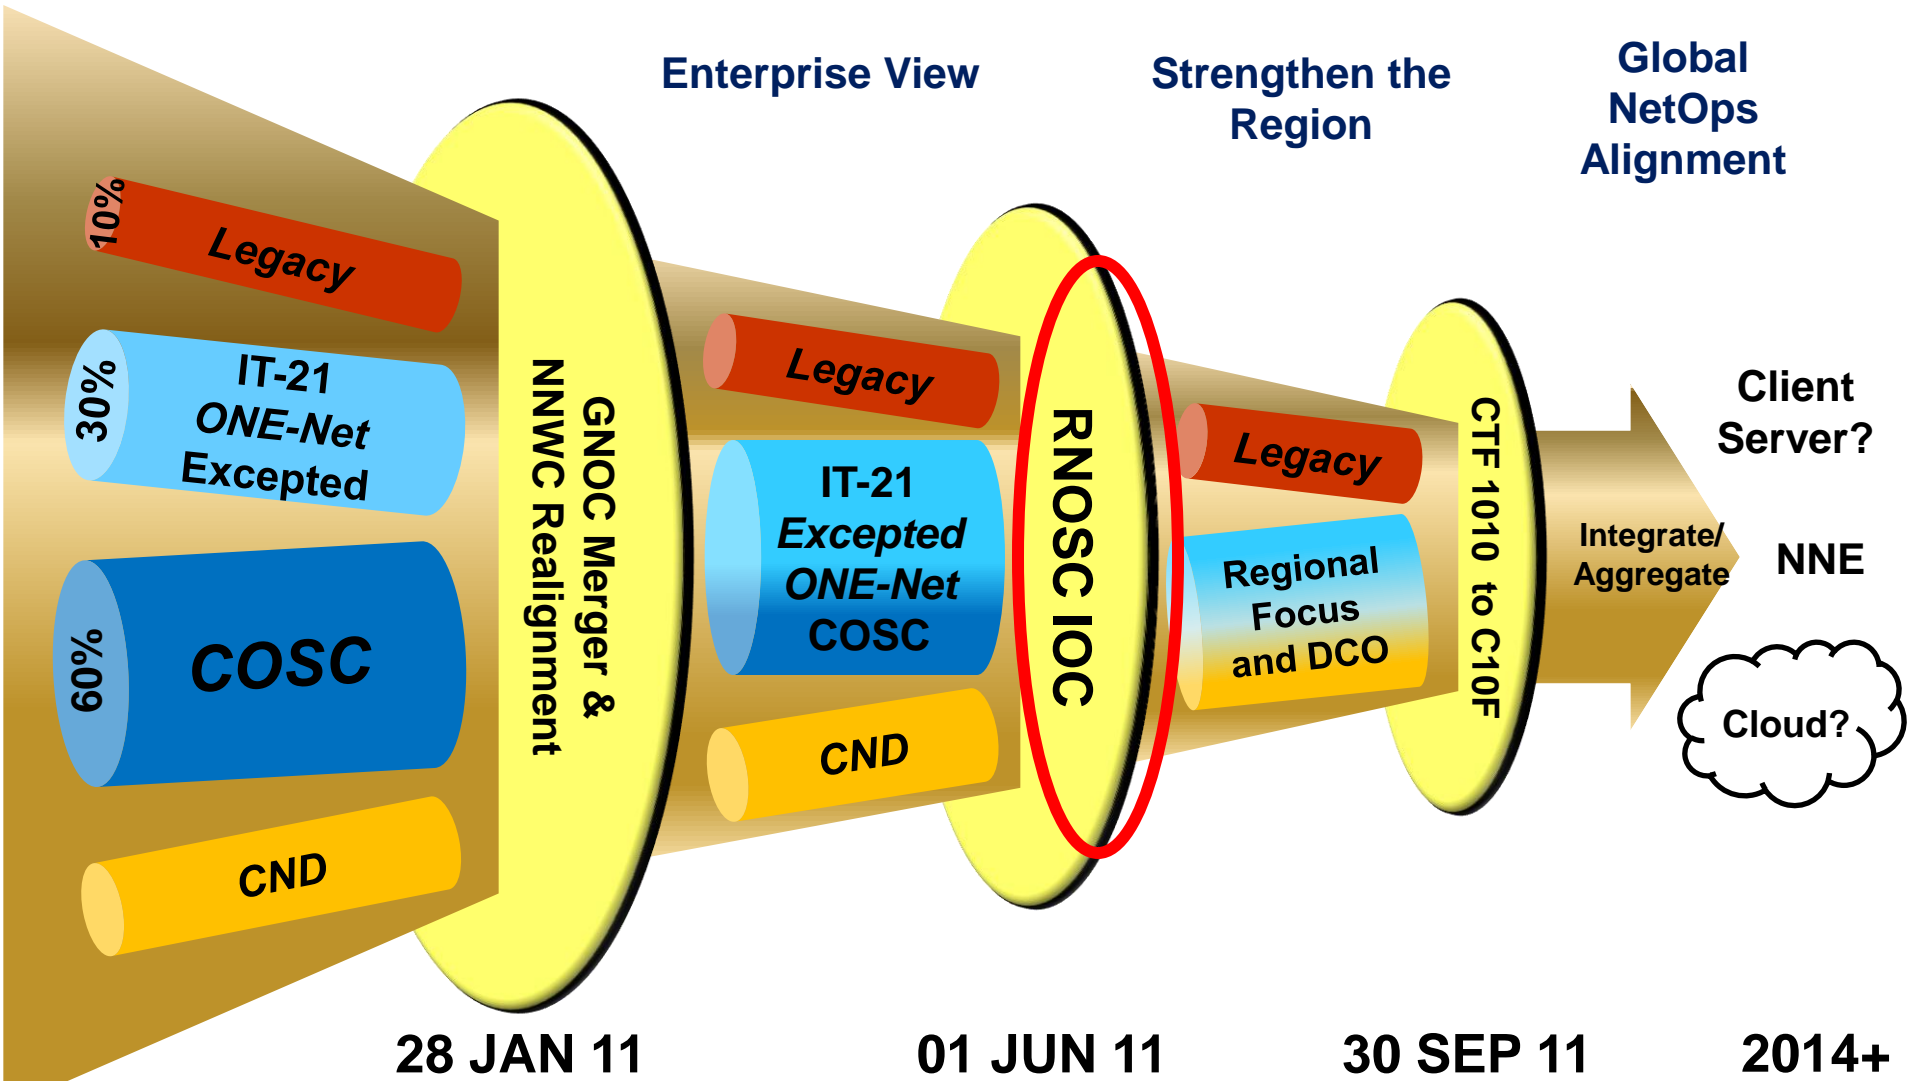 Enterprise View
Strengthen the
Region
Global
NetOps
Alignment
10%
Legacy
30%
IT-21
ONE-Net
Excepted
60%
COSC
CND
GNOC Merger &
NNWC Realignment
Legacy
IT-21
Excepted
ONE-Net
COSC
CND
RNOSC IOC
Legacy
Regional
Focus
and DCO
CTF 1010 to C10F
Integrate/
Aggregate
Client
Server?
NNE
Cloud?
28 JAN 11
01 JUN 11
30 SEP 11
2014+